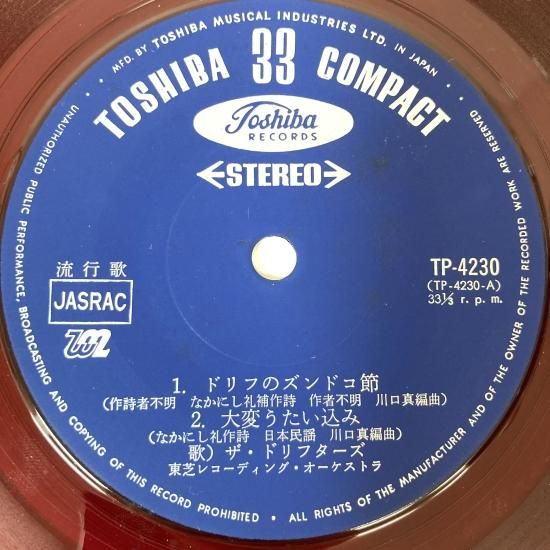 MFD. BY TOSHIBA MUSICAL INDUSTRIES LTD. IN JAPAN
TOSHIBA 33 COMPACT
Toshiba
RECORDS
STEREO
流行歌
JASRAC
TP-4230
(TP-4230-A)
33⅓ r.p.m.
1. ドリフのズンドコ節
(作詩者不明 なかにし礼補作詩 作者不明 川口真編曲)
2. 大変うたい込み
(なかにし礼作詩 日本民謡 川口真編曲)
歌) ザ・ドリフターズ
東芝レコーディング・オーケストラ
UNAUTHORIZED PUBLIC PERFORMANCE, BROADCASTING AND COPYING OF THIS RECORD PROHIBITED • ALL RIGHTS OF THE MANUFACTURER AND OF THE OWNER OF THE RECORDED WORK ARE RESERVED